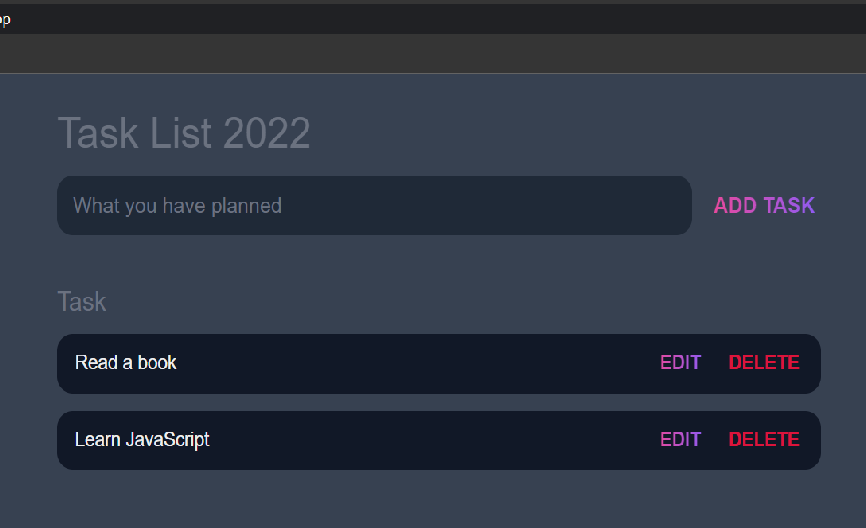 Task List 2022
What you have planned
ADD TASK
Task
Read a book
EDIT
DELETE
Learn JavaScript
EDIT
DELETE